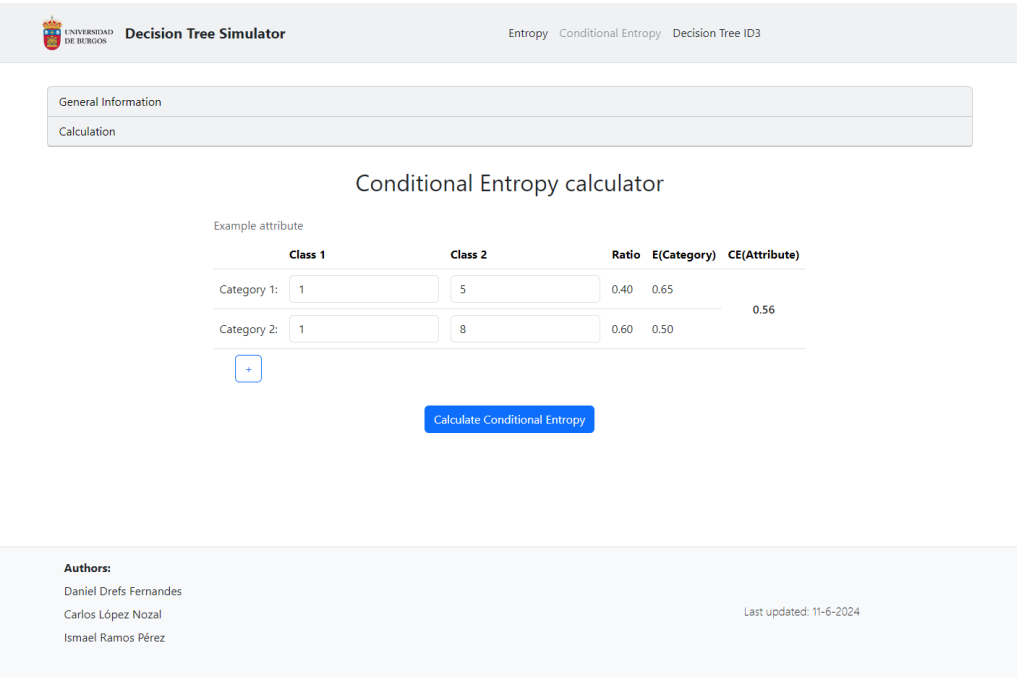 UNIVERSIDAD
DE BURGOS
Decision Tree Simulator
Entropy Conditional Entropy Decision Tree ID3
General Information
Calculation
Conditional Entropy calculator
Example attribute
Class 1 Class 2 Ratio E(Category) CE(Attribute)
Category 1: 1 5 0.40 0.65
0.56
Category 2: 1 8 0.60 0.50
+
Calculate Conditional Entropy
Authors:
Daniel Drefs Fernandes
Carlos López Nozal
Ismael Ramos Pérez
Last updated: 11-6-2024